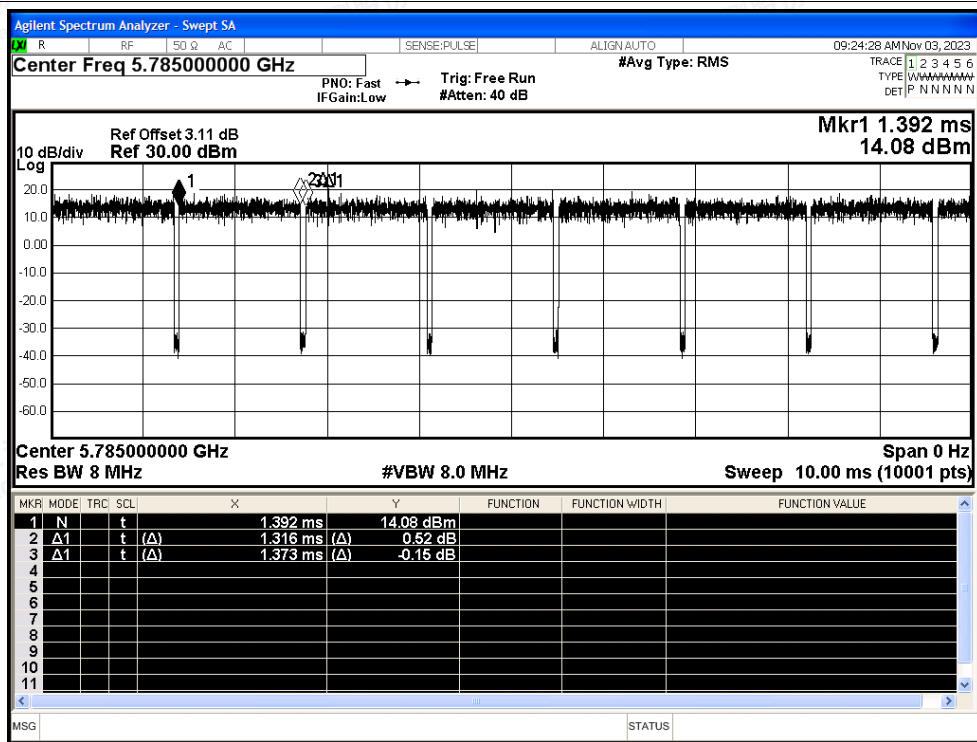 Agilent Spectrum Analyzer - Swept SA
LXI R RF 50 Ω AC SENSE:PULSE ALIGN AUTO 09:24:28 AM Nov 03, 2023
Center Freq 5.785000000 GHz #Avg Type: RMS TRACE 1 2 3 4 5 6
PNO: Fast Trig: Free Run TYPE WWWWWW
IFGain:Low #Atten: 40 dB DET P N N N N N
Mkr1 1.392 ms
Ref Offset 3.11 dB
10 dB/div Ref 30.00 dBm 14.08 dBm
Log
1
20.0
10.0
0.00
-10.0
-20.0
-30.0
-40.0
-50.0
-60.0
Center 5.785000000 GHz Span 0 Hz
Res BW 8 MHz #VBW 8.0 MHz Sweep 10.00 ms (10001 pts)
MKR MODE TRC SCL X Y FUNCTION FUNCTION WIDTH FUNCTION VALUE
1 N t 1.392 ms 14.08 dBm
2 Δ1 t (Δ) 1.316 ms (Δ) 0.52 dB
3 Δ1 t (Δ) 1.373 ms (Δ) -0.15 dB
4
5
6
7
8
9
10
11
MSG STATUS